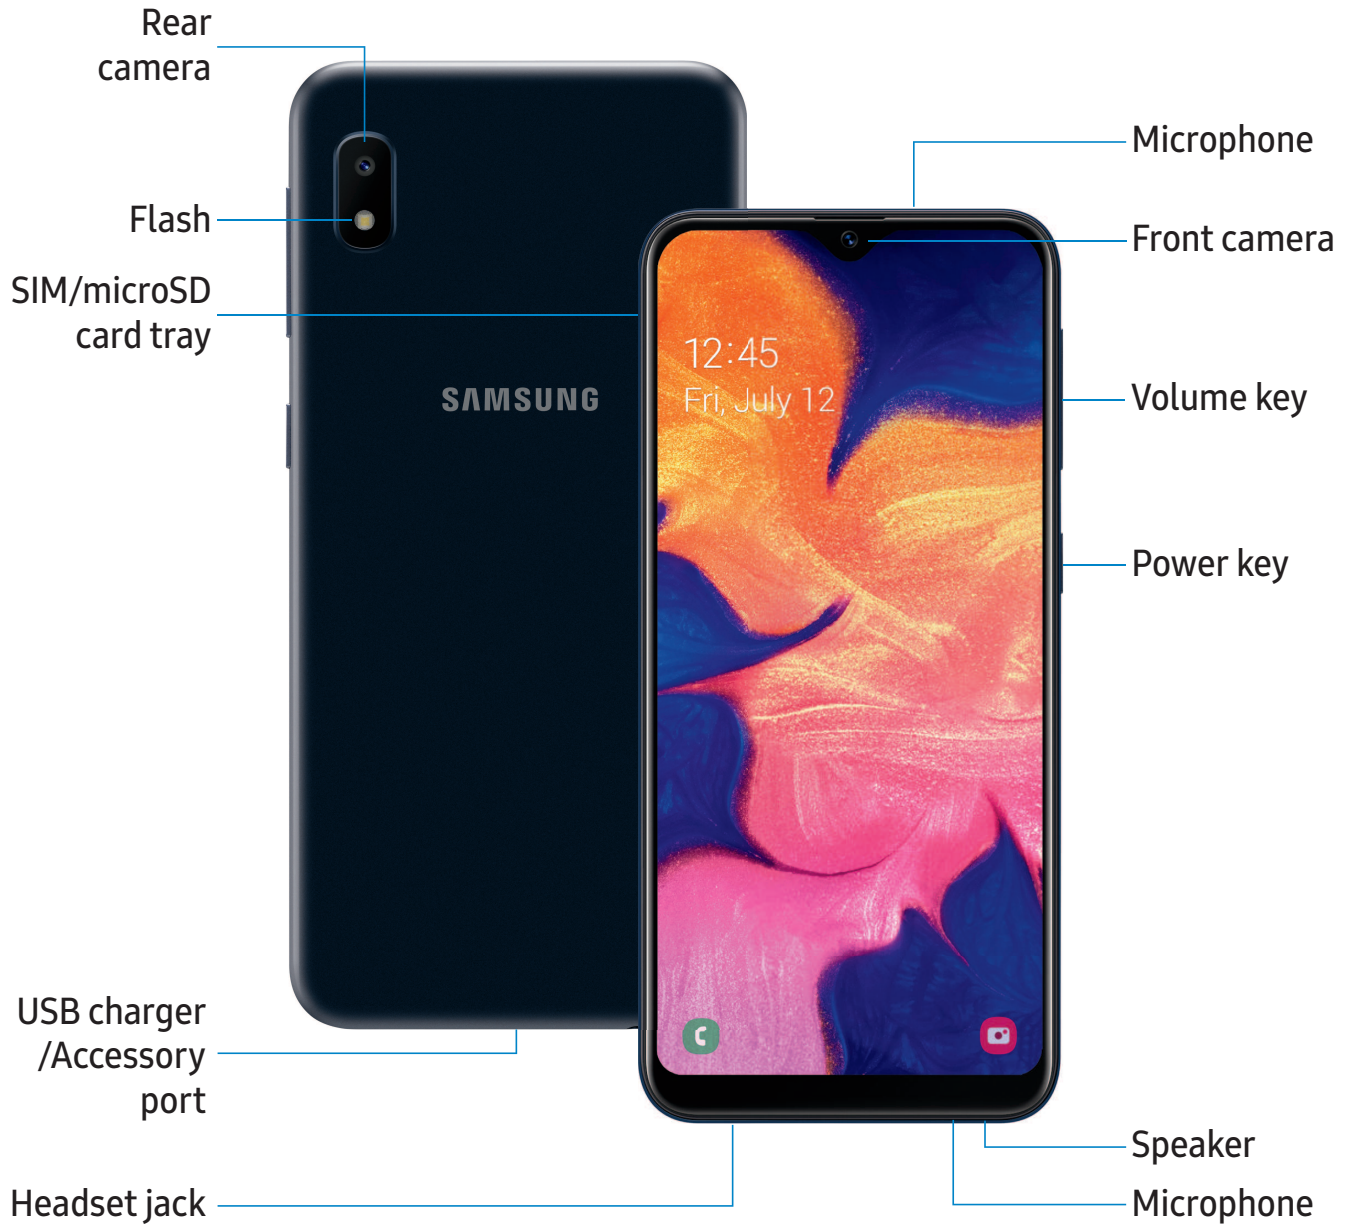 Rear
camera
Flash
SIM/microSD
card tray
SAMSUNG
USB charger
/Accessory
port
Headset jack
12:45
Fri, July 12
Microphone
Front camera
Volume key
Power key
Speaker
Microphone